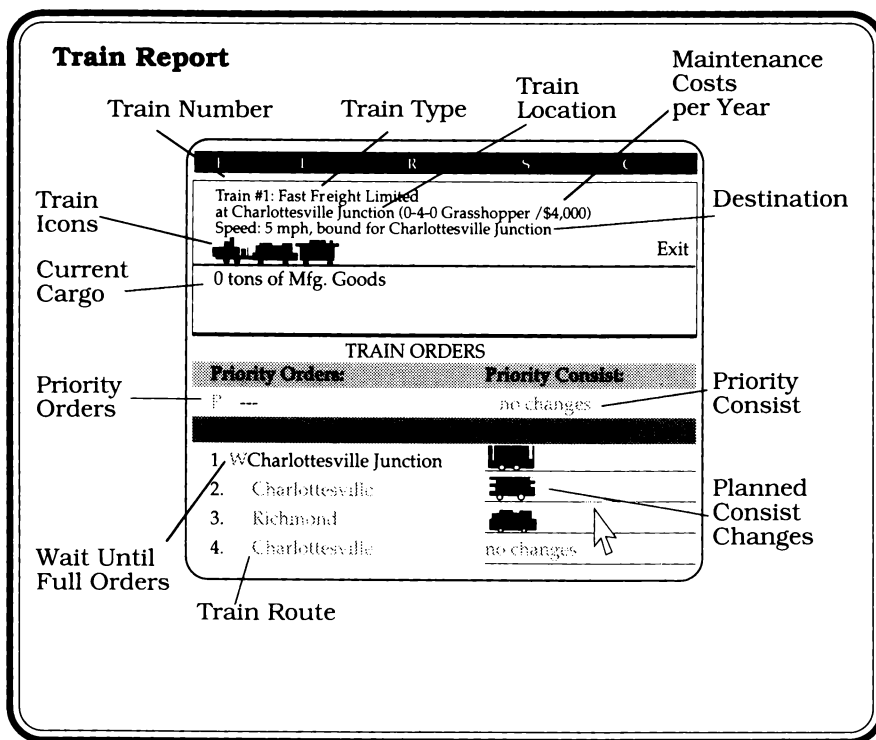 Train Report
Maintenance
Costs
per Year
Train
Location
Train Number
Train Type
Train #1: Fast Freight Limited
at Charlottesville Junction (0-4-0 Grasshopper /$4,000)
Speed: 5 mph, bound for Charlottesville Junction
Destination
Train
Icons
Exit
Current
Cargo
0 tons of Mfg. Goods
TRAIN ORDERS
Priority Orders:
Priority Consist:
Priority
Orders
P ---
no changes
Priority
Consist
1. WCharlottesville Junction
2. Charlottesville
3. Richmond
4. Charlottesville
no changes
Planned
Consist
Changes
Wait Until
Full Orders
Train Route